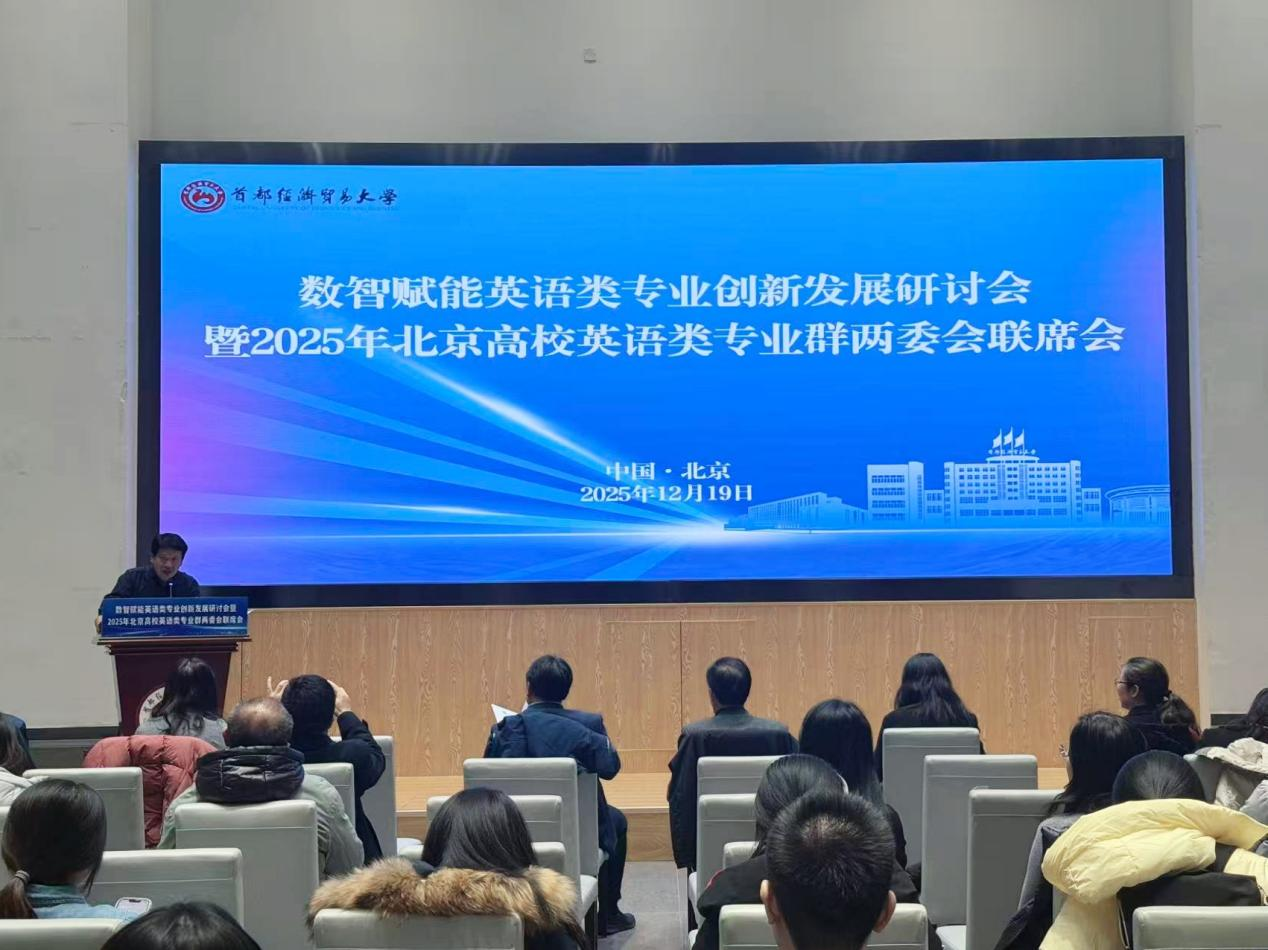 首都经济贸易大学
数智赋能英语类专业创新发展研讨会
暨2025年北京高校英语类专业群两委会联席会
中国·北京
2025年12月19日
数智赋能英语类专业创新发展研讨会暨
2025年北京高校英语类专业群两委会联席会